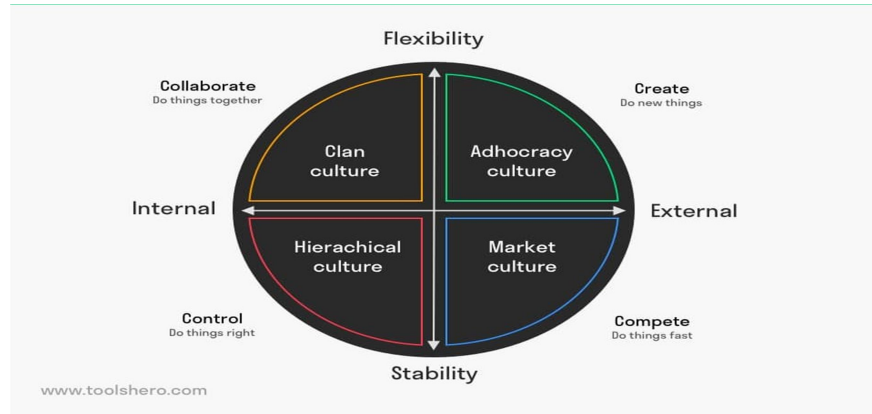 Flexibility
Collaborate
Do things together
Create
Do new things
Clan
culture
Adhocracy
culture
Internal
External
Hierachical
culture
Market
culture
Control
Do things right
Compete
Do things fast
Stability
www.toolshero.com